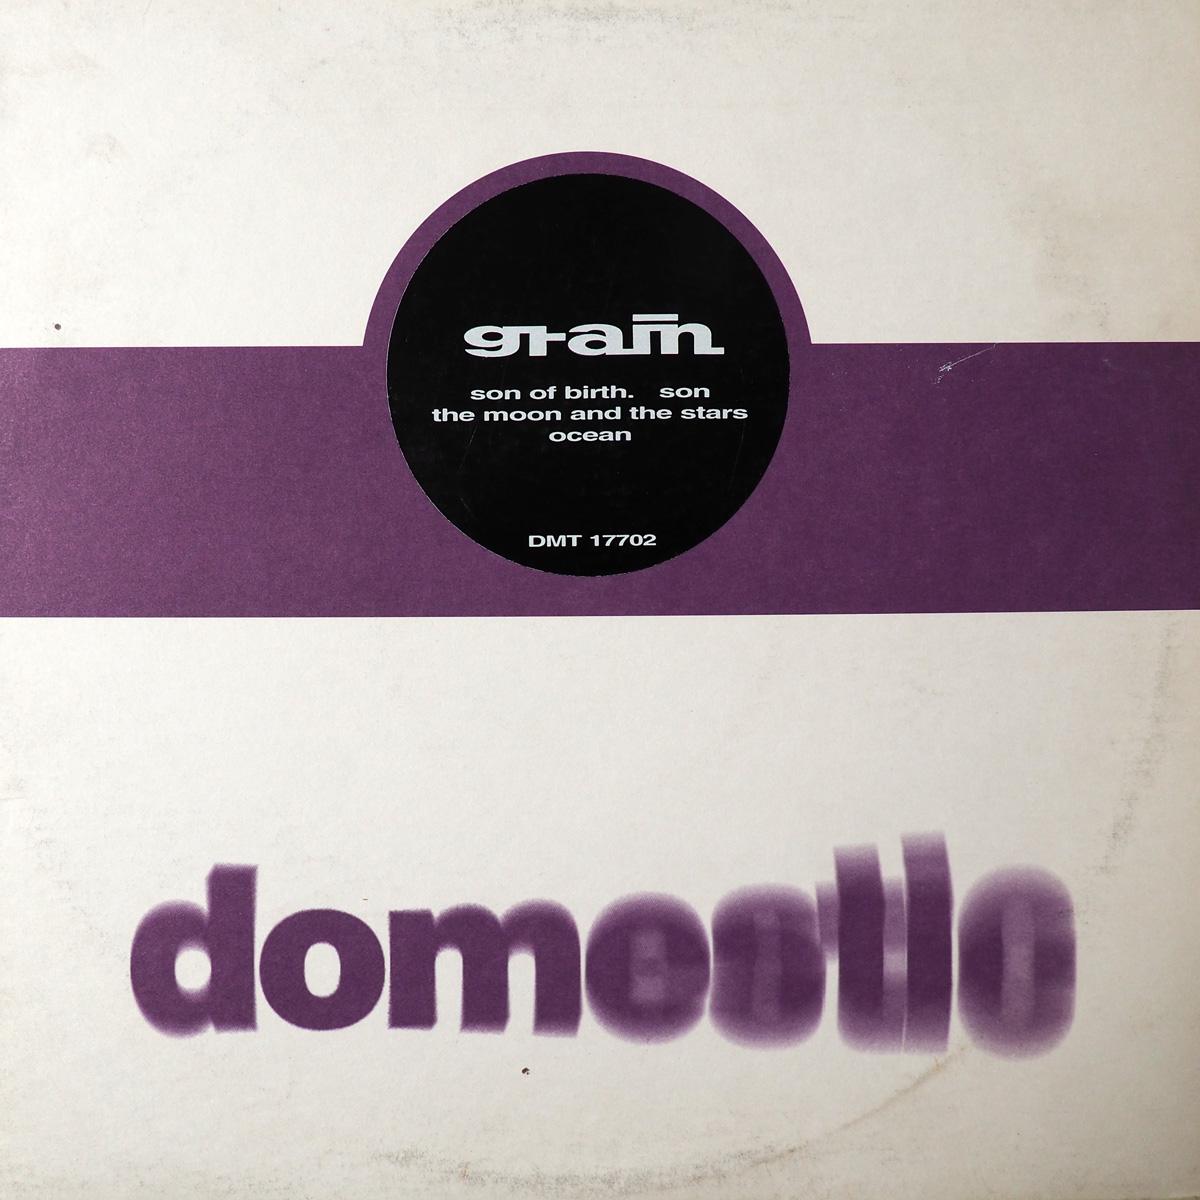 grain
son of birth. son
the moon and the stars
ocean
DMT 17702
domestic